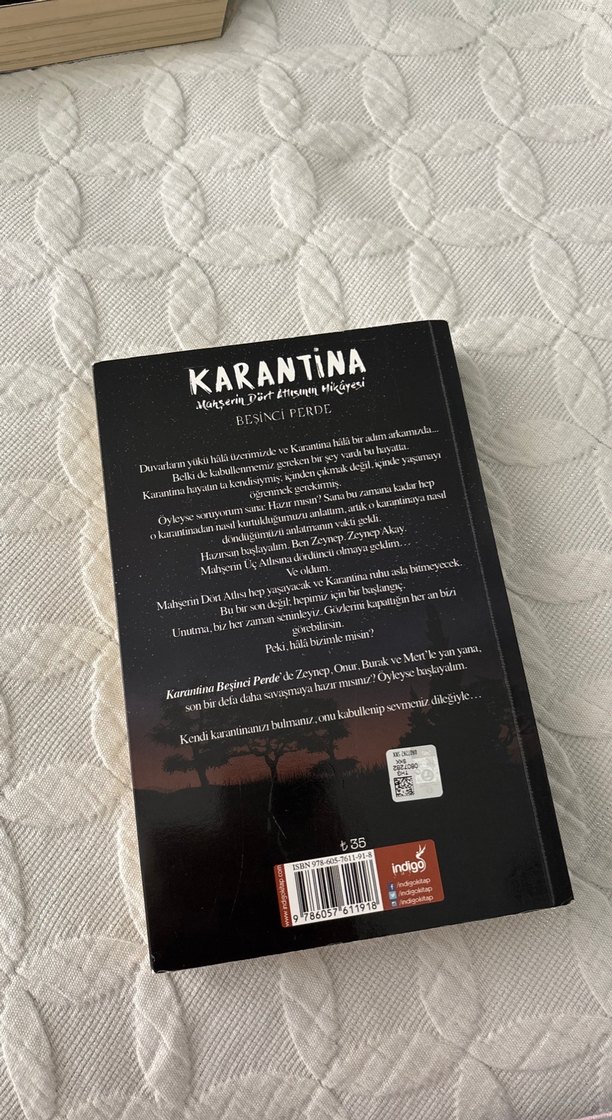 KARANTİNA
Mahşerin Dört Atlısının Hikâyesi
BEŞİNCİ PERDE
Duvarların yükü hâlâ üzerimizde ve Karantina hâlâ bir adım arkamızda...
Belki de kabullenmemiz gereken bir şey vardı bu hayatta.
Karantina hayatın ta kendisiymiş; içinden çıkmak değil, içinde yaşamayı
öğrenmek gerekirmiş.
Öyleyse soruyorum sana: Hazır mısın? Sana bu zamana kadar hep
o karantinadan nasıl kurtulduğumuzu anlattım, artık o karantinaya nasıl
döndüğümüzü anlatmanın vakti geldi.
Hazırsan başlayalım. Ben Zeynep. Zeynep Akay.
Mahşerin Üç Atlısına dördüncü olmaya geldim...
Ve oldum.
Mahşerin Dört Atlısı hep yaşayacak ve Karantina ruhu asla bitmeyecek.
Bu bir son değil; hepimiz için bir başlangıç.
Unutma, biz her zaman seninleyiz. Gözlerini kapattığın her an bizi
görebilirsin.
Peki, hâlâ bizimle misin?
Karantina Beşinci Perde'de Zeynep, Onur, Burak ve Mert'le yan yana,
son bir defa daha savaşmaya hazır mısınız? Öyleyse başlayalım.
Kendi karantinanızı bulmanız, onu kabullenip sevmeniz dileğiyle...
THG
BKK
0807282
₺ 35
ISBN 978-605-7611-91-8
9 786057 611918
www.indigokitap.com
indigo
/indigokitap
/indigokitap
/indigokitap